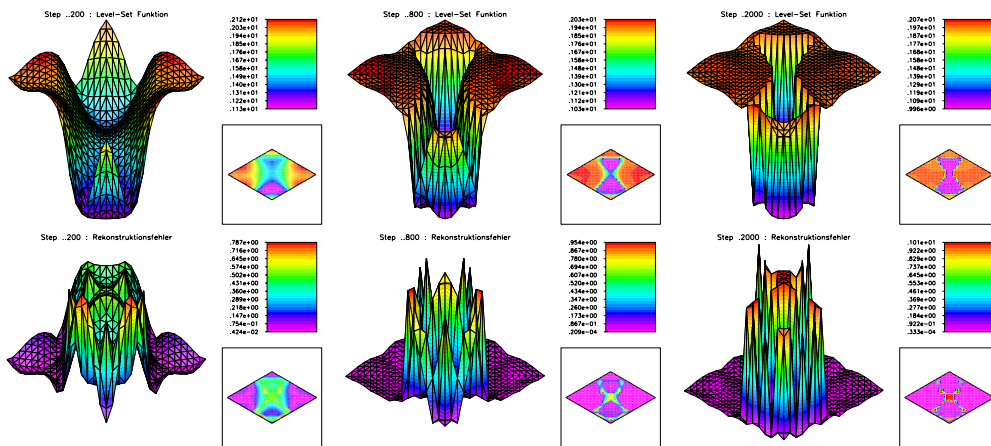 Step ..200 : Level-Set Funktion
.212e+01
.203e+01
.194e+01
.185e+01
.176e+01
.167e+01
.158e+01
.149e+01
.140e+01
.131e+01
.122e+01
.113e+01
Step ..800 : Level-Set Funktion
.203e+01
.194e+01
.185e+01
.176e+01
.167e+01
.158e+01
.149e+01
.140e+01
.131e+01
.121e+01
.112e+01
.103e+01
Step .2000 : Level-Set Funktion
.207e+01
.197e+01
.187e+01
.178e+01
.168e+01
.158e+01
.148e+01
.139e+01
.129e+01
.119e+01
.109e+01
.996e+00
Step ..200 : Rekonstruktionsfehler
.787e+00
.716e+00
.645e+00
.574e+00
.502e+00
.431e+00
.360e+00
.289e+00
.218e+00
.147e+00
.754e-01
.424e-02
Step ..800 : Rekonstruktionsfehler
.954e+00
.867e+00
.780e+00
.694e+00
.607e+00
.520e+00
.434e+00
.347e+00
.260e+00
.173e+00
.867e-01
.209e-04
Step .2000 : Rekonstruktionsfehler
.101e+01
.922e+00
.829e+00
.737e+00
.645e+00
.553e+00
.461e+00
.369e+00
.277e+00
.184e+00
.922e-01
.333e-04